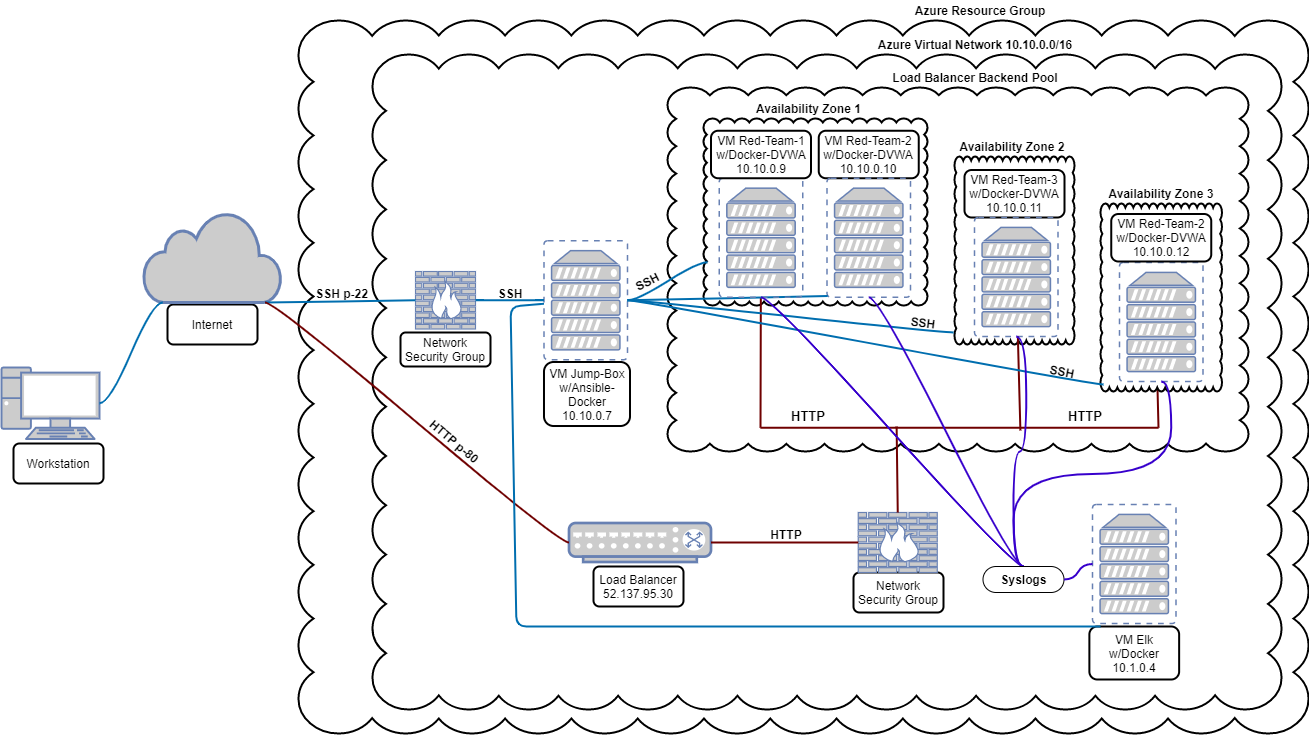 Azure Resource Group
Azure Virtual Network 10.10.0.0/16
Load Balancer Backend Pool
Availability Zone 1
VM Red-Team-1
w/Docker-DVWA
10.10.0.9
VM Red-Team-2
w/Docker-DVWA
10.10.0.10
Availability Zone 2
VM Red-Team-3
w/Docker-DVWA
10.10.0.11
Availability Zone 3
VM Red-Team-2
w/Docker-DVWA
10.10.0.12
SSH p-22
SSH
SSH
SSH
SSH
Internet
Network
Security Group
VM Jump-Box
w/Ansible-
Docker
10.10.0.7
Workstation
HTTP p-80
HTTP
HTTP
HTTP
Load Balancer
52.137.95.30
Network
Security Group
Syslogs
VM Elk
w/Docker
10.1.0.4